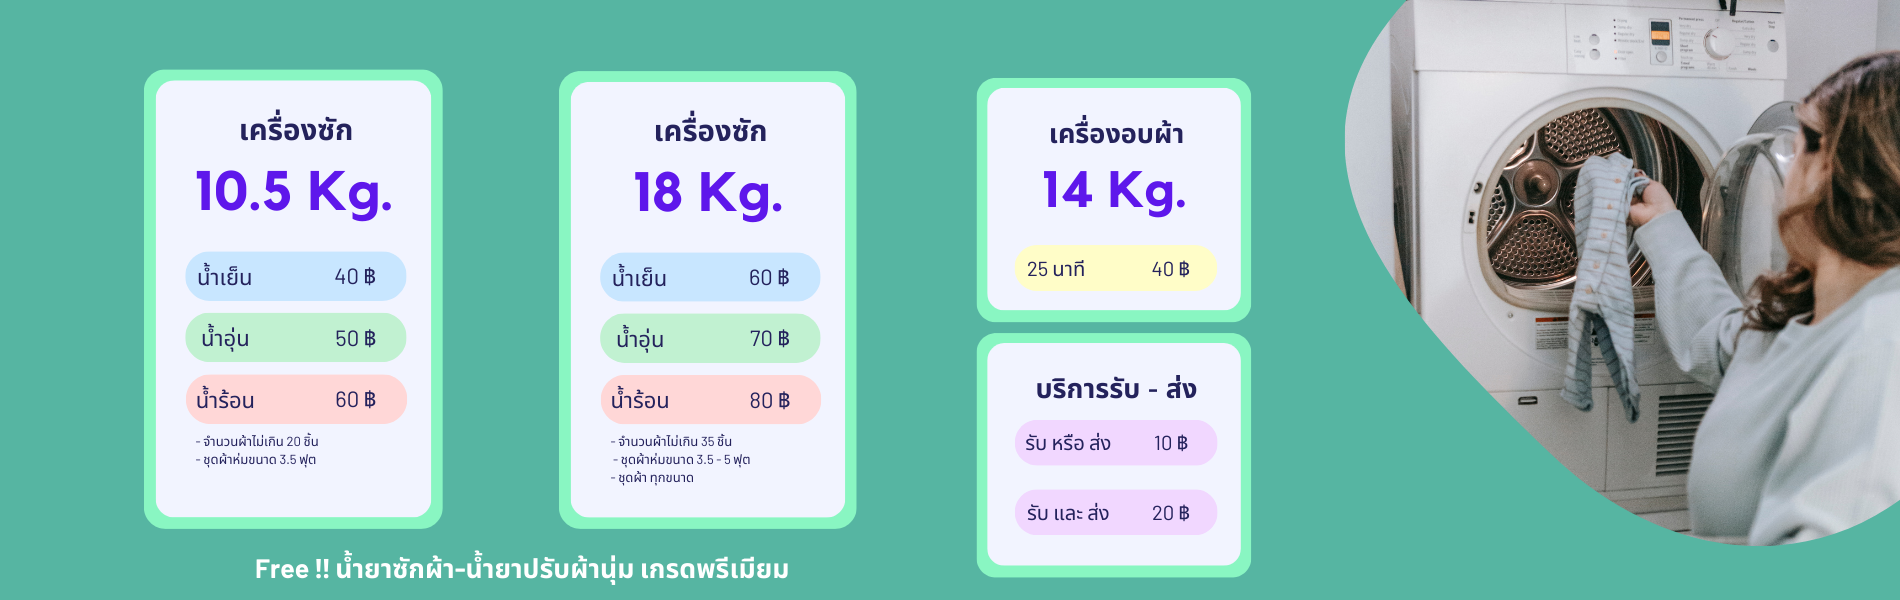 เครื่องซัก
10.5 Kg.
น้ำเย็น 40 ฿
น้ำอุ่น 50 ฿
น้ำร้อน 60 ฿
- จำนวนผ้าไม่เกิน 20 ชิ้น
- ชุดผ้าห่มขนาด 3.5 ฟุต
เครื่องซัก
18 Kg.
น้ำเย็น 60 ฿
น้ำอุ่น 70 ฿
น้ำร้อน 80 ฿
- จำนวนผ้าไม่เกิน 35 ชิ้น
- ชุดผ้าห่มขนาด 3.5 - 5 ฟุต
- ชุดผ้า ทุกขนาด
เครื่องอบผ้า
14 Kg.
25 นาที 40 ฿
บริการรับ - ส่ง
รับ หรือ ส่ง 10 ฿
รับ และ ส่ง 20 ฿
Free !! น้ำยาซักผ้า-น้ำยาปรับผ้านุ่ม เกรดพรีเมียม